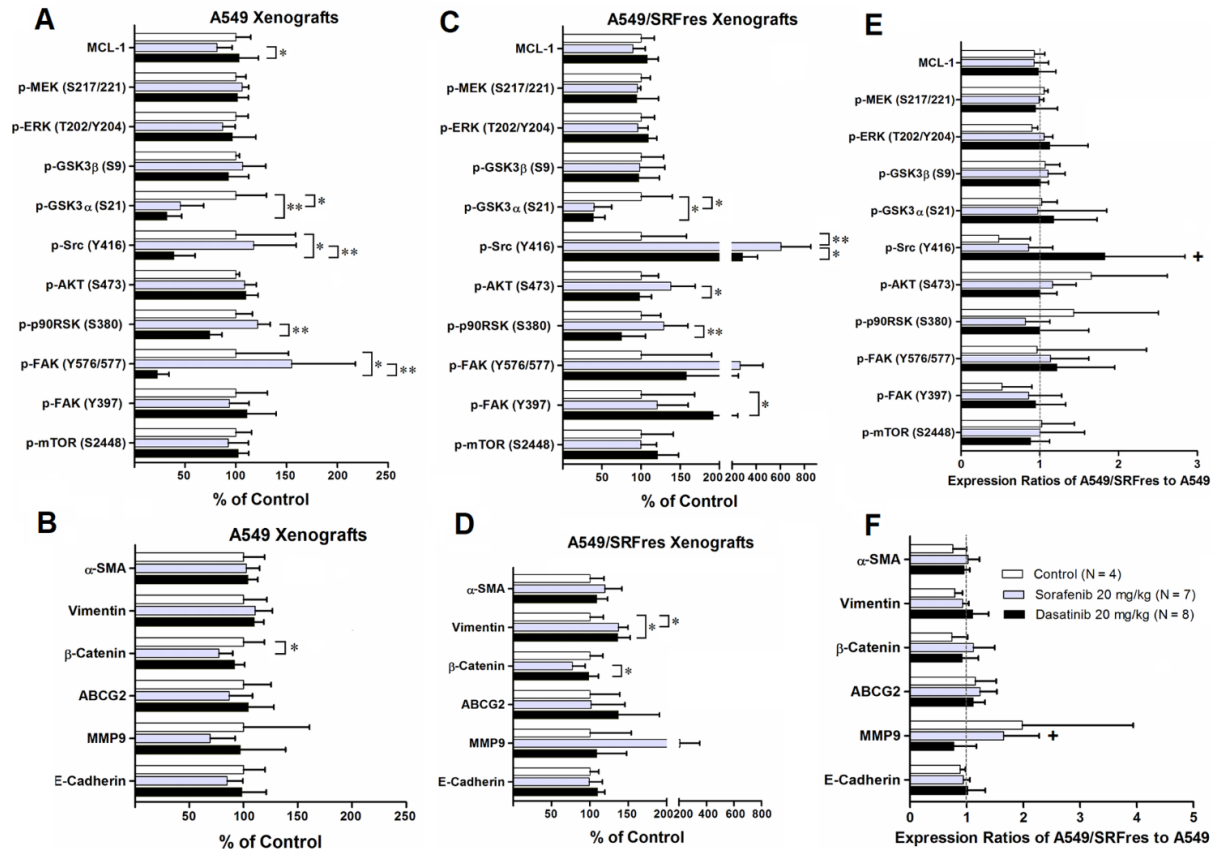 A
A549 Xenografts
MCL-1
*
p-MEK (S217/221)
p-ERK (T202/Y204)
p-GSK3β (S9)
p-GSK3α (S21)
** *
p-Src (Y416)
* **
p-AKT (S473)
p-p90RSK (S380)
**
p-FAK (Y576/577)
* **
p-FAK (Y397)
p-mTOR (S2448)
50 100 150 200 250
% of Control
B
A549 Xenografts
α-SMA
Vimentin
β-Catenin
*
ABCG2
MMP9
E-Cadherin
0 50 100 150 200 250
% of Control
C
A549/SRFres Xenografts
MCL-1
p-MEK (S217/221)
p-ERK (T202/Y204)
p-GSK3β (S9)
p-GSK3α (S21)
* *
p-Src (Y416)
**
*
p-AKT (S473)
*
p-p90RSK (S380)
**
p-FAK (Y576/577)
p-FAK (Y397)
*
p-mTOR (S2448)
50 100 150 200 200 400 600 800
% of Control
D
A549/SRFres Xenografts
α-SMA
Vimentin
* *
β-Catenin
*
ABCG2
MMP9
E-Cadherin
0 50 100 150 200 200 400 600 800
% of Control
E
MCL-1
p-MEK (S217/221)
p-ERK (T202/Y204)
p-GSK3β (S9)
p-GSK3α (S21)
p-Src (Y416)
+
p-AKT (S473)
p-p90RSK (S380)
p-FAK (Y576/577)
p-FAK (Y397)
p-mTOR (S2448)
0 1 2 3
Expression Ratios of A549/SRFres to A549
F
α-SMA
Vimentin
β-Catenin
ABCG2
MMP9
+
E-Cadherin
Control (N = 4)
Sorafenib 20 mg/kg (N = 7)
Dasatinib 20 mg/kg (N = 8)
0 1 2 3 4 5
Expression Ratios of A549/SRFres to A549